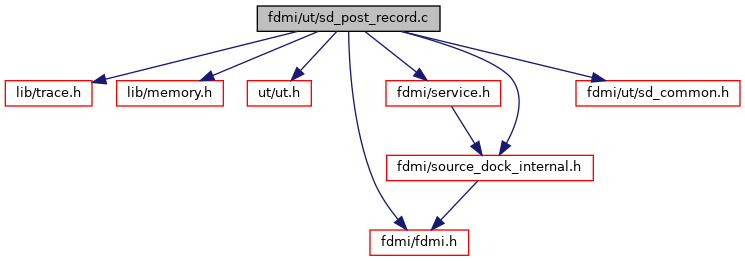 fdmi/ut/sd_post_record.c
lib/trace.h
lib/memory.h
ut/ut.h
fdmi/service.h
fdmi/ut/sd_common.h
fdmi/source_dock_internal.h
fdmi/fdmi.h